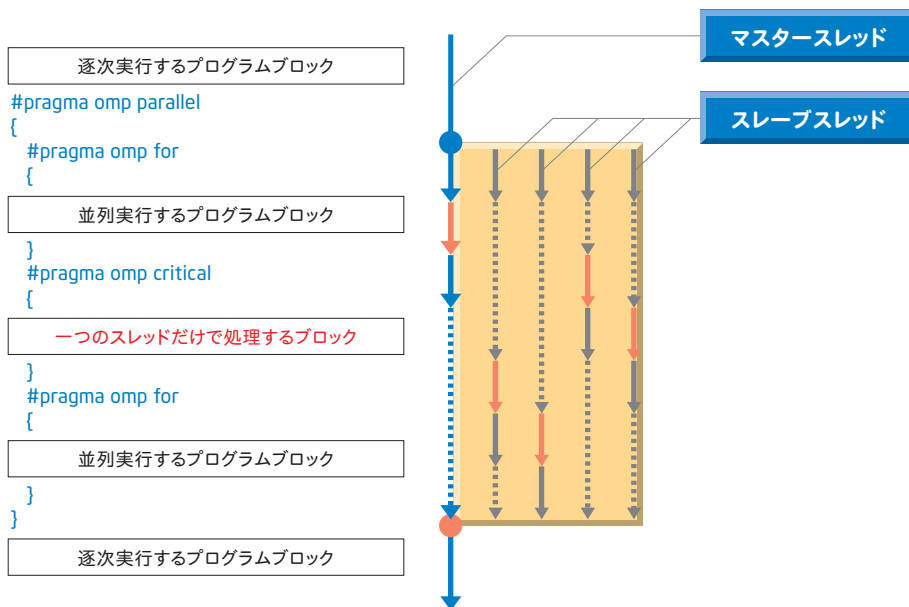 逐次実行するプログラムブロック
#pragma omp parallel
{
#pragma omp for
{
並列実行するプログラムブロック
}
#pragma omp critical
{
一つのスレッドだけで処理するブロック
}
#pragma omp for
{
並列実行するプログラムブロック
}
}
逐次実行するプログラムブロック
マスタースレッド
スレーブスレッド